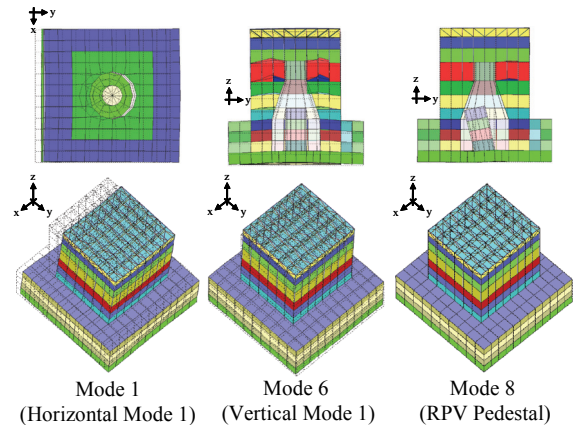 y
x
z
y
z
y
z
x y
z
x y
z
x y
Mode 1
(Horizontal Mode 1)
Mode 6
(Vertical Mode 1)
Mode 8
(RPV Pedestal)